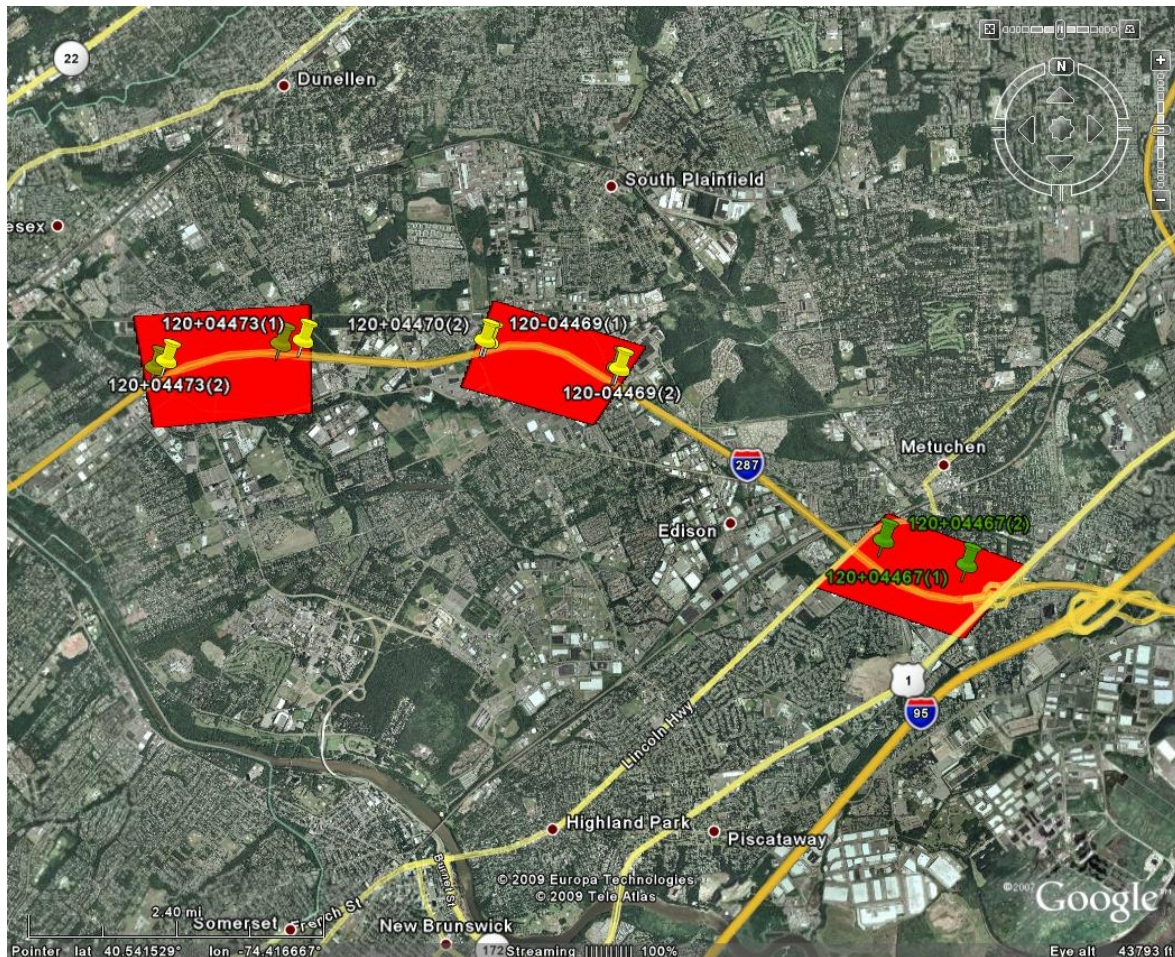 22
Dunellen
N
South Plainfield
esex
120+04473(1)
120+04470(2)
120-04469(1)
120+04473(2)
120-04469(2)
Metuchen
287
Edison
120+04467(2)
120+04467(1)
1
95
Lincoln Hwy
Highland Park
Piscataway
Burnett St
© 2009 Europa Technologies
© 2009 Tele Atlas
©2007 Google
2.40 mi
Somerset
French St
New Brunswick
172
Pointer lat 40.541529° lon -74.416667° Streaming ||||||||| 100% Eye alt 43793 ft